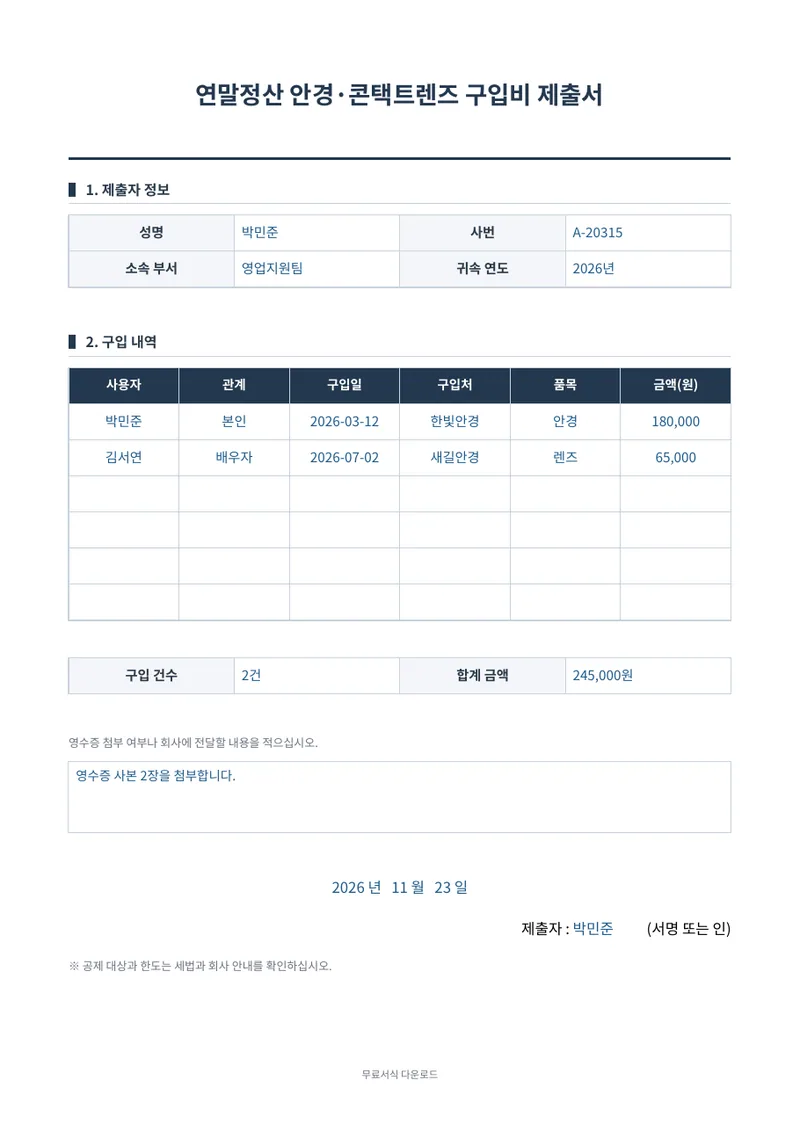 연말정산 안경·콘택트렌즈 구입비 제출서
1. 제출자 정보
성명 박민준 사번 A-20315
소속 부서 영업지원팀 귀속 연도 2026년
2. 구입 내역
사용자 관계 구입일 구입처 품목 금액(원)
박민준 본인 2026-03-12 한빛안경 안경 180,000
김서연 배우자 2026-07-02 새길안경 렌즈 65,000
구입 건수 2건 합계 금액 245,000원
영수증 첨부 여부나 회사에 전달할 내용을 적으십시오.
영수증 사본 2장을 첨부합니다.
2026 년 11 월 23 일
제출자 : 박민준 (서명 또는 인)
※ 공제 대상과 한도는 세법과 회사 안내를 확인하십시오.
무료서식 다운로드